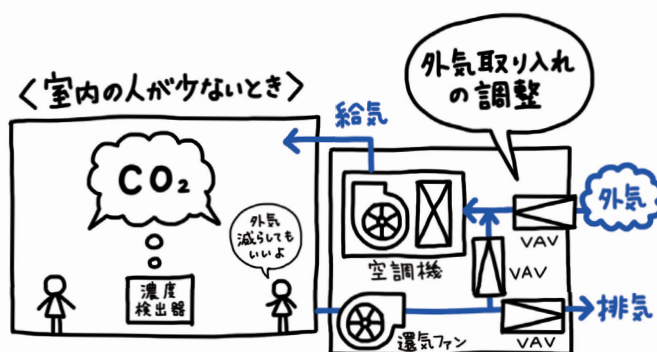 <室内の人が少ないとき>
外気取り入れ
の調整
給気
CO₂
外気
減らしても
いいよ
濃度
検出器
空調機
VAV
外気
VAV
還気ファン
VAV
排気